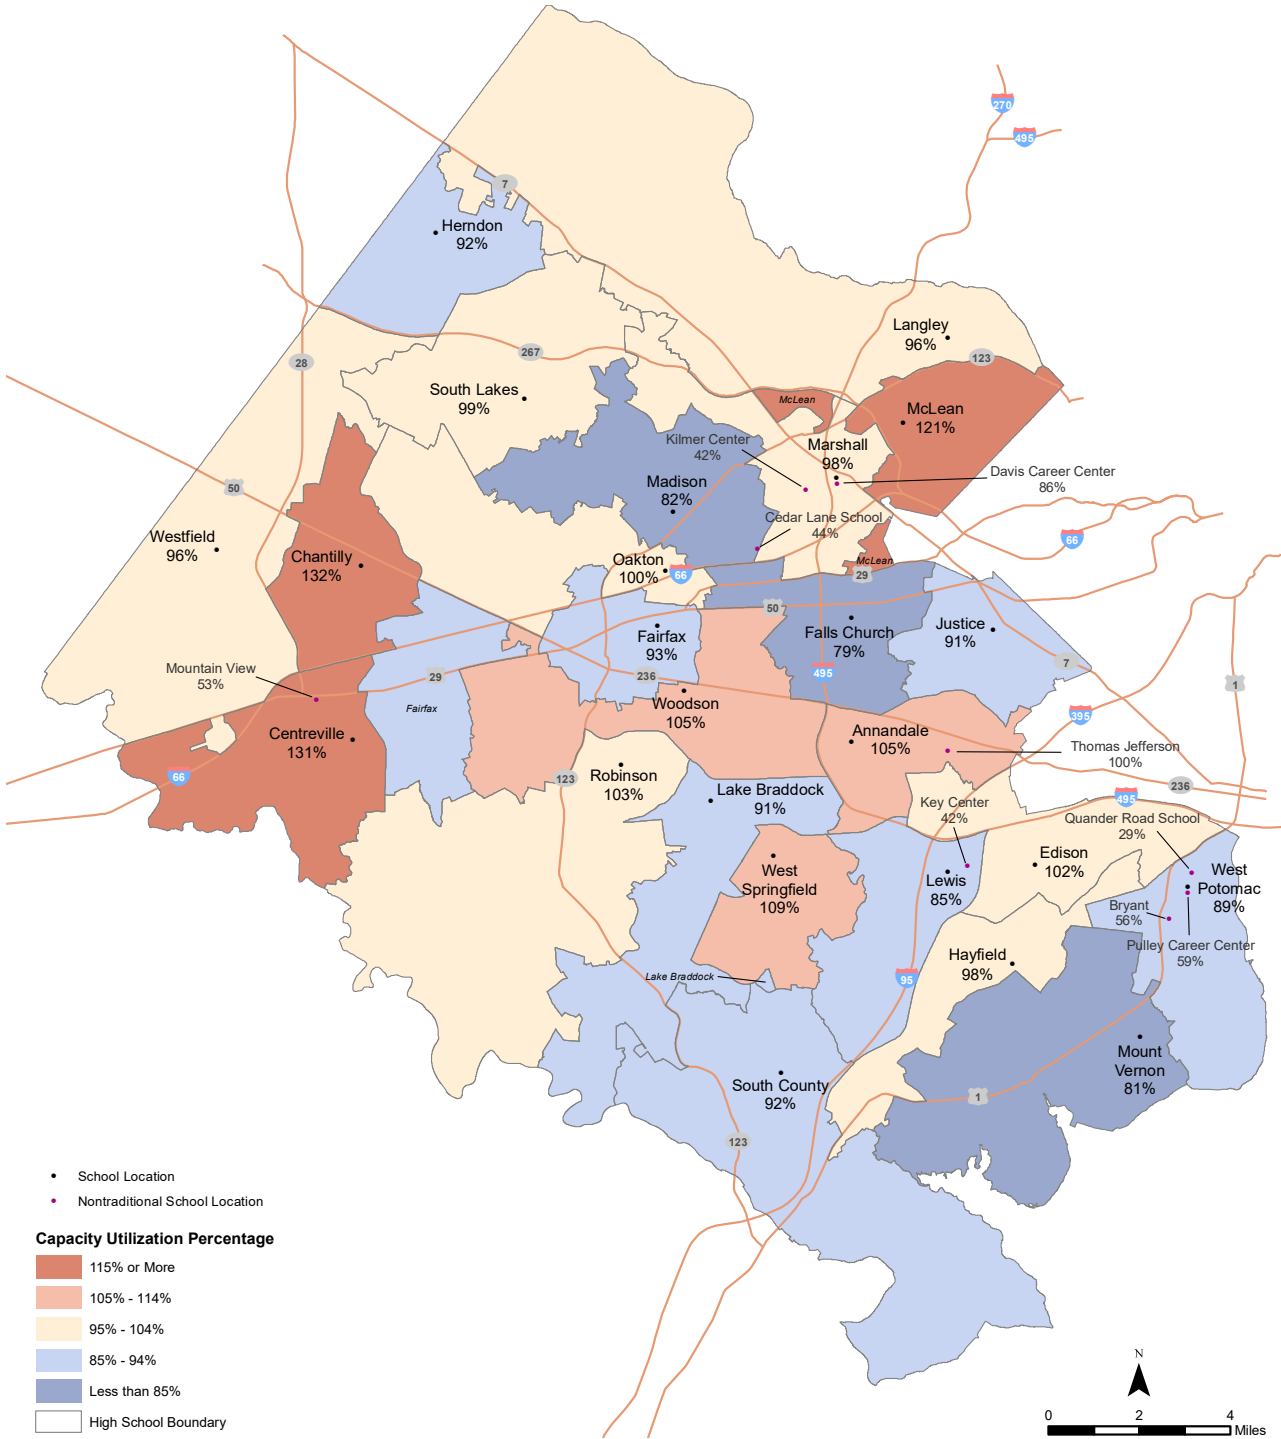 270
495
7
Herndon
92%
Langley
96%
123
267
28
South Lakes
99%
McLean
McLean
121%
Kilmer Center
42%
Marshall
98%
Davis Career Center
86%
Madison
82%
50
Cedar Lane School
44%
Westfield
96%
66
Chantilly
132%
Oakton
100%
66
McLean
29
50
Fairfax
93%
Falls Church
79%
Justice
91%
7
Mountain View
53%
29
236
495
1
Fairfax
Woodson
105%
395
Centreville
131%
Annandale
105%
Thomas Jefferson
100%
66
123
Robinson
103%
Lake Braddock
91%
236
495
Key Center
42%
Quander Road School
29%
West
Springfield
109%
Edison
102%
Lewis
85%
West
Potomac
89%
Bryant
56%
Pulley Career Center
59%
Hayfield
98%
Lake Braddock
95
Mount
Vernon
81%
South County
92%
1
123
School Location
Nontraditional School Location
Capacity Utilization Percentage
115% or More
105% - 114%
95% - 104%
85% - 94%
Less than 85%
High School Boundary
N
0 2 4
Miles